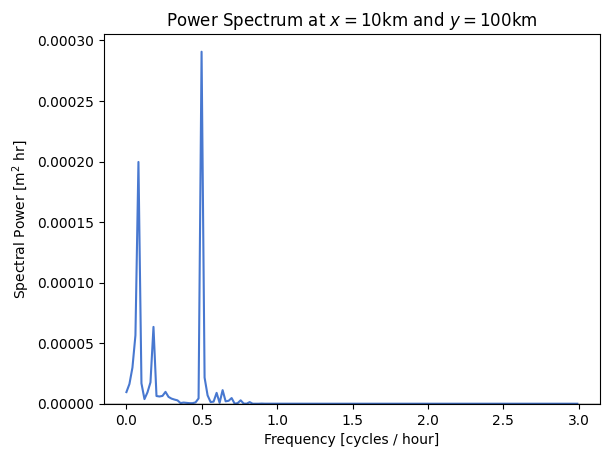 Power Spectrum at x = 10km and y = 100km
Spectral Power [m² hr]
0.00030
0.00025
0.00020
0.00015
0.00010
0.00005
0.00000
0.0 0.5 1.0 1.5 2.0 2.5 3.0
Frequency [cycles / hour]